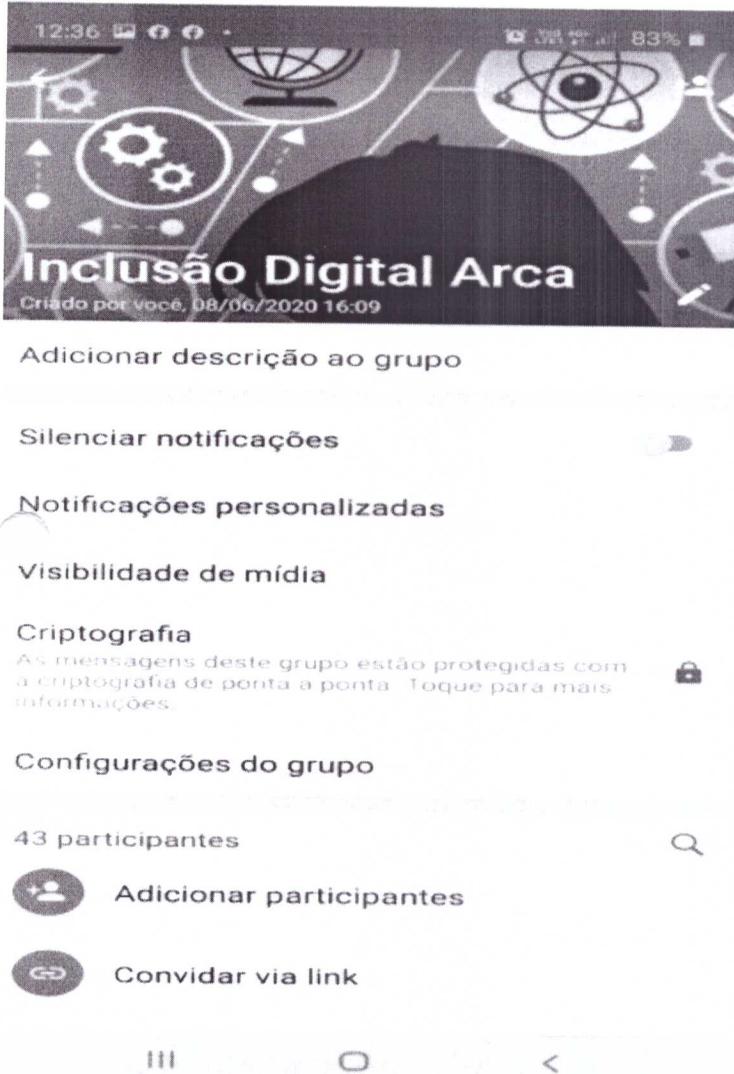 12:36
83%
Inclusão Digital Arca
Criado por você, 08/06/2020 16:09
Adicionar descrição ao grupo
Silenciar notificações
Notificações personalizadas
Visibilidade de mídia
Criptografia
As mensagens deste grupo estão protegidas com
a criptografia de ponta a ponta. Toque para mais
informações.
Configurações do grupo
43 participantes
Adicionar participantes
Convidar via link